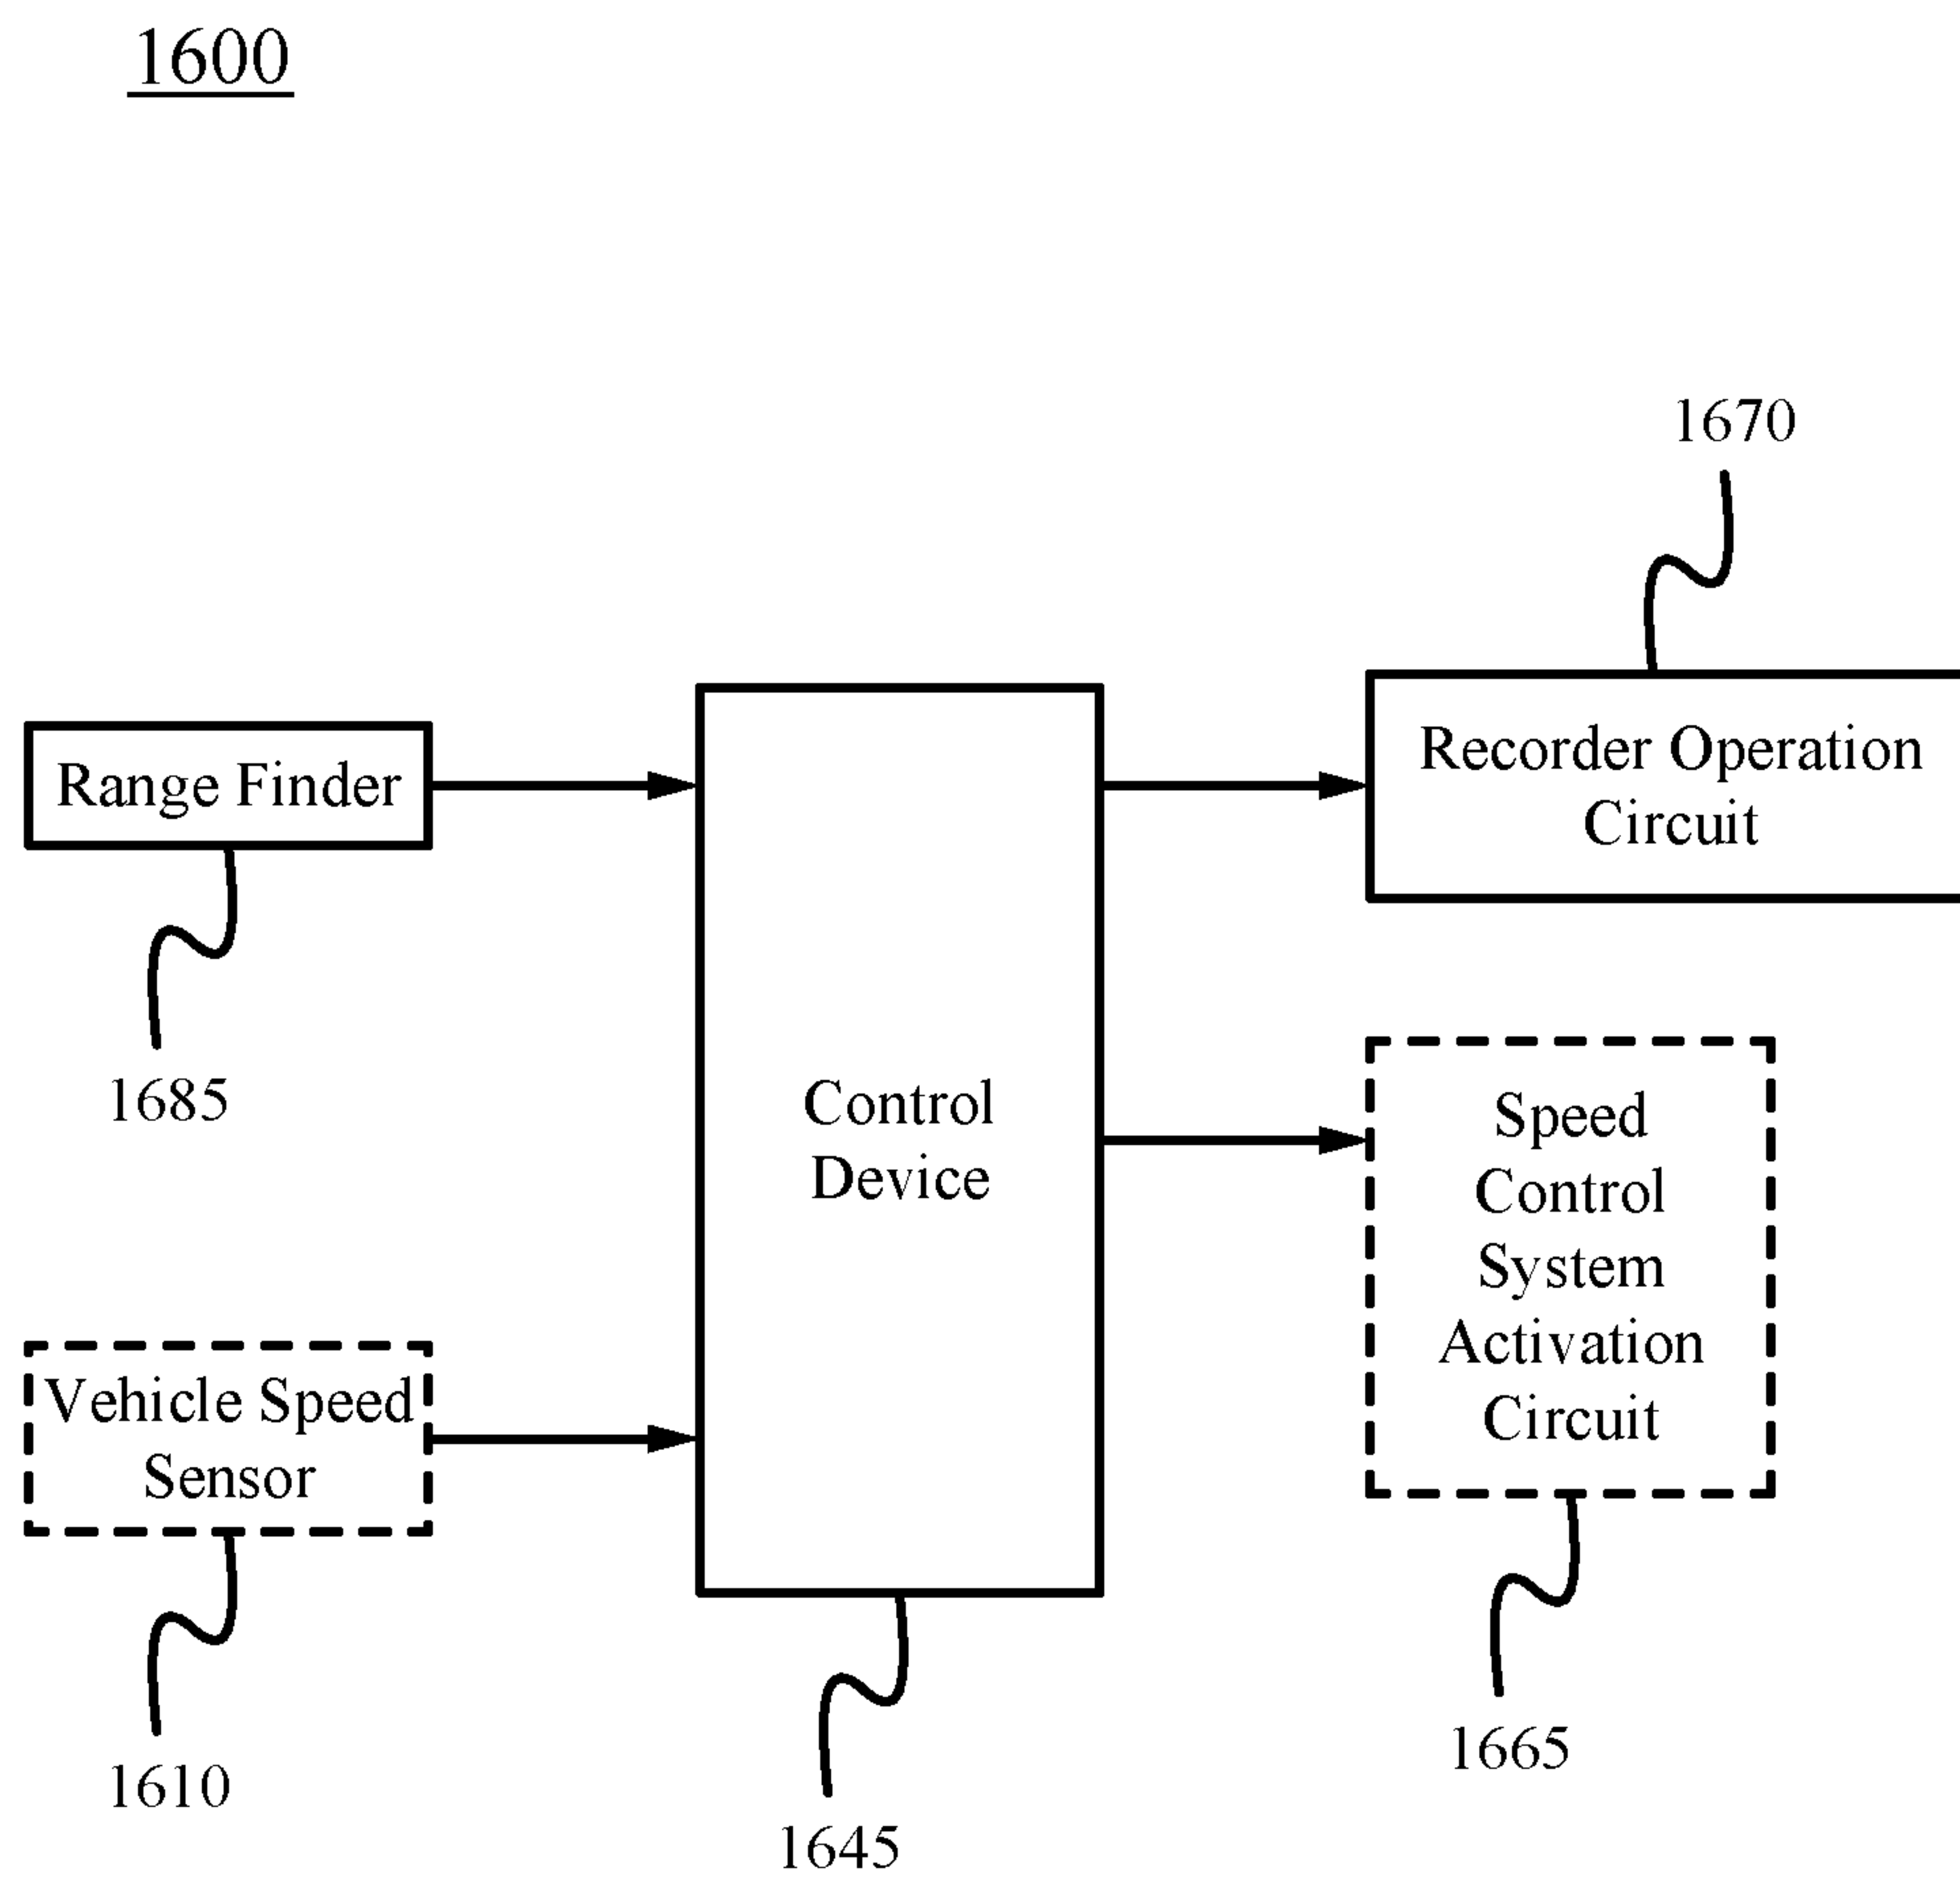 1600
1670
Recorder Operation
Circuit
Range Finder
1685
Control
Device
Speed
Control
System
Activation
Circuit
Vehicle Speed
Sensor
1610
1645
1665